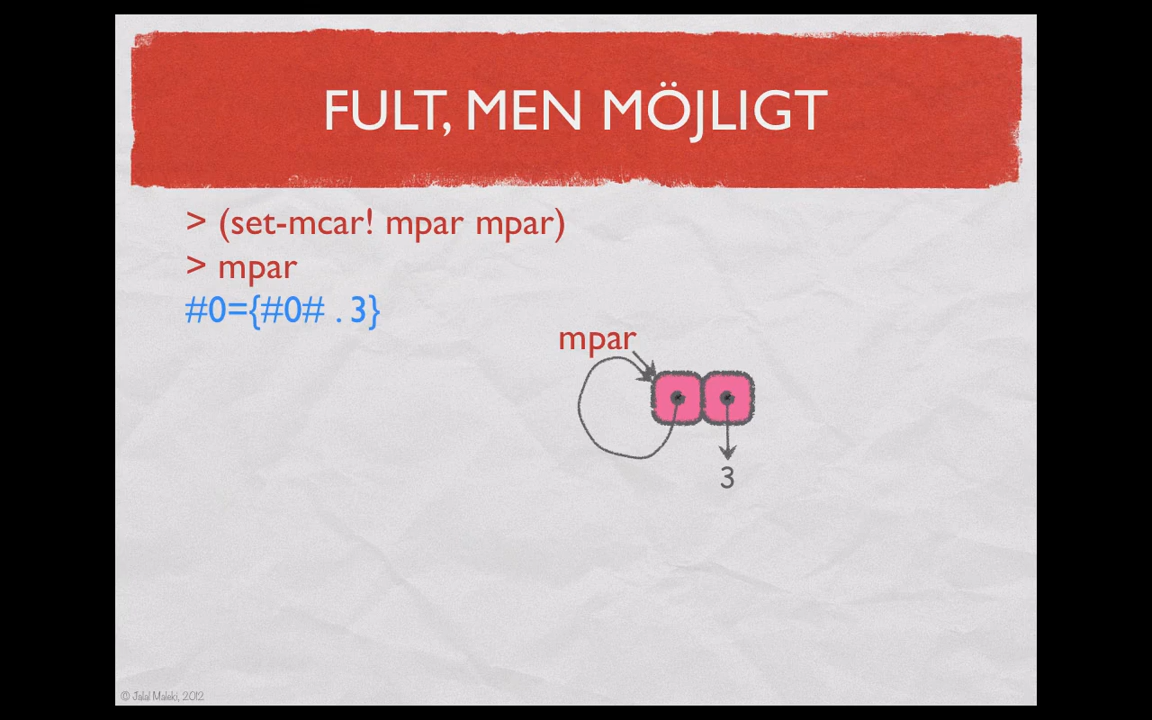 FULT, MEN MÖJLIGT
> (set-mcar! mpar mpar)
> mpar
#0={#0# . 3}
mpar
3
© Jalal Maleki, 2012